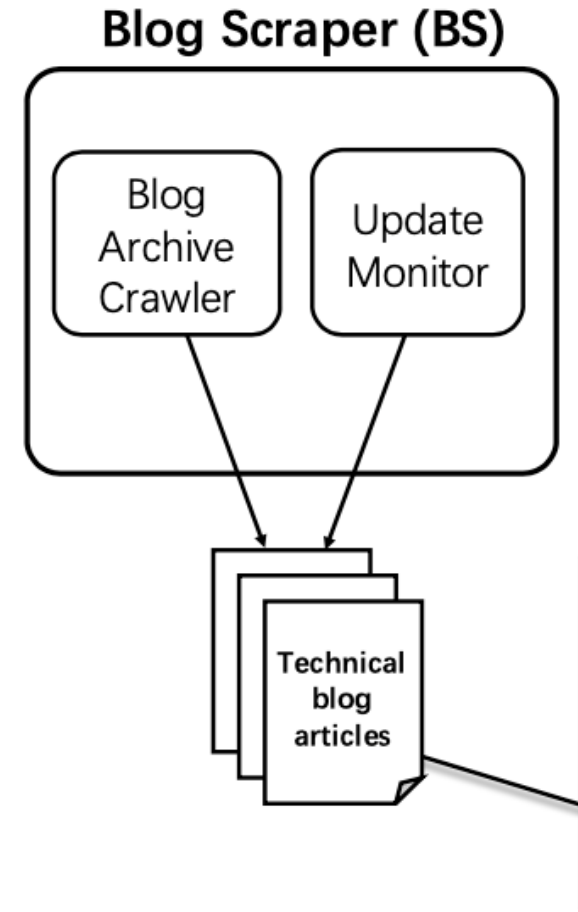 Blog Scraper (BS)
Blog
Archive
Crawler
Update
Monitor
Technical
blog
articles